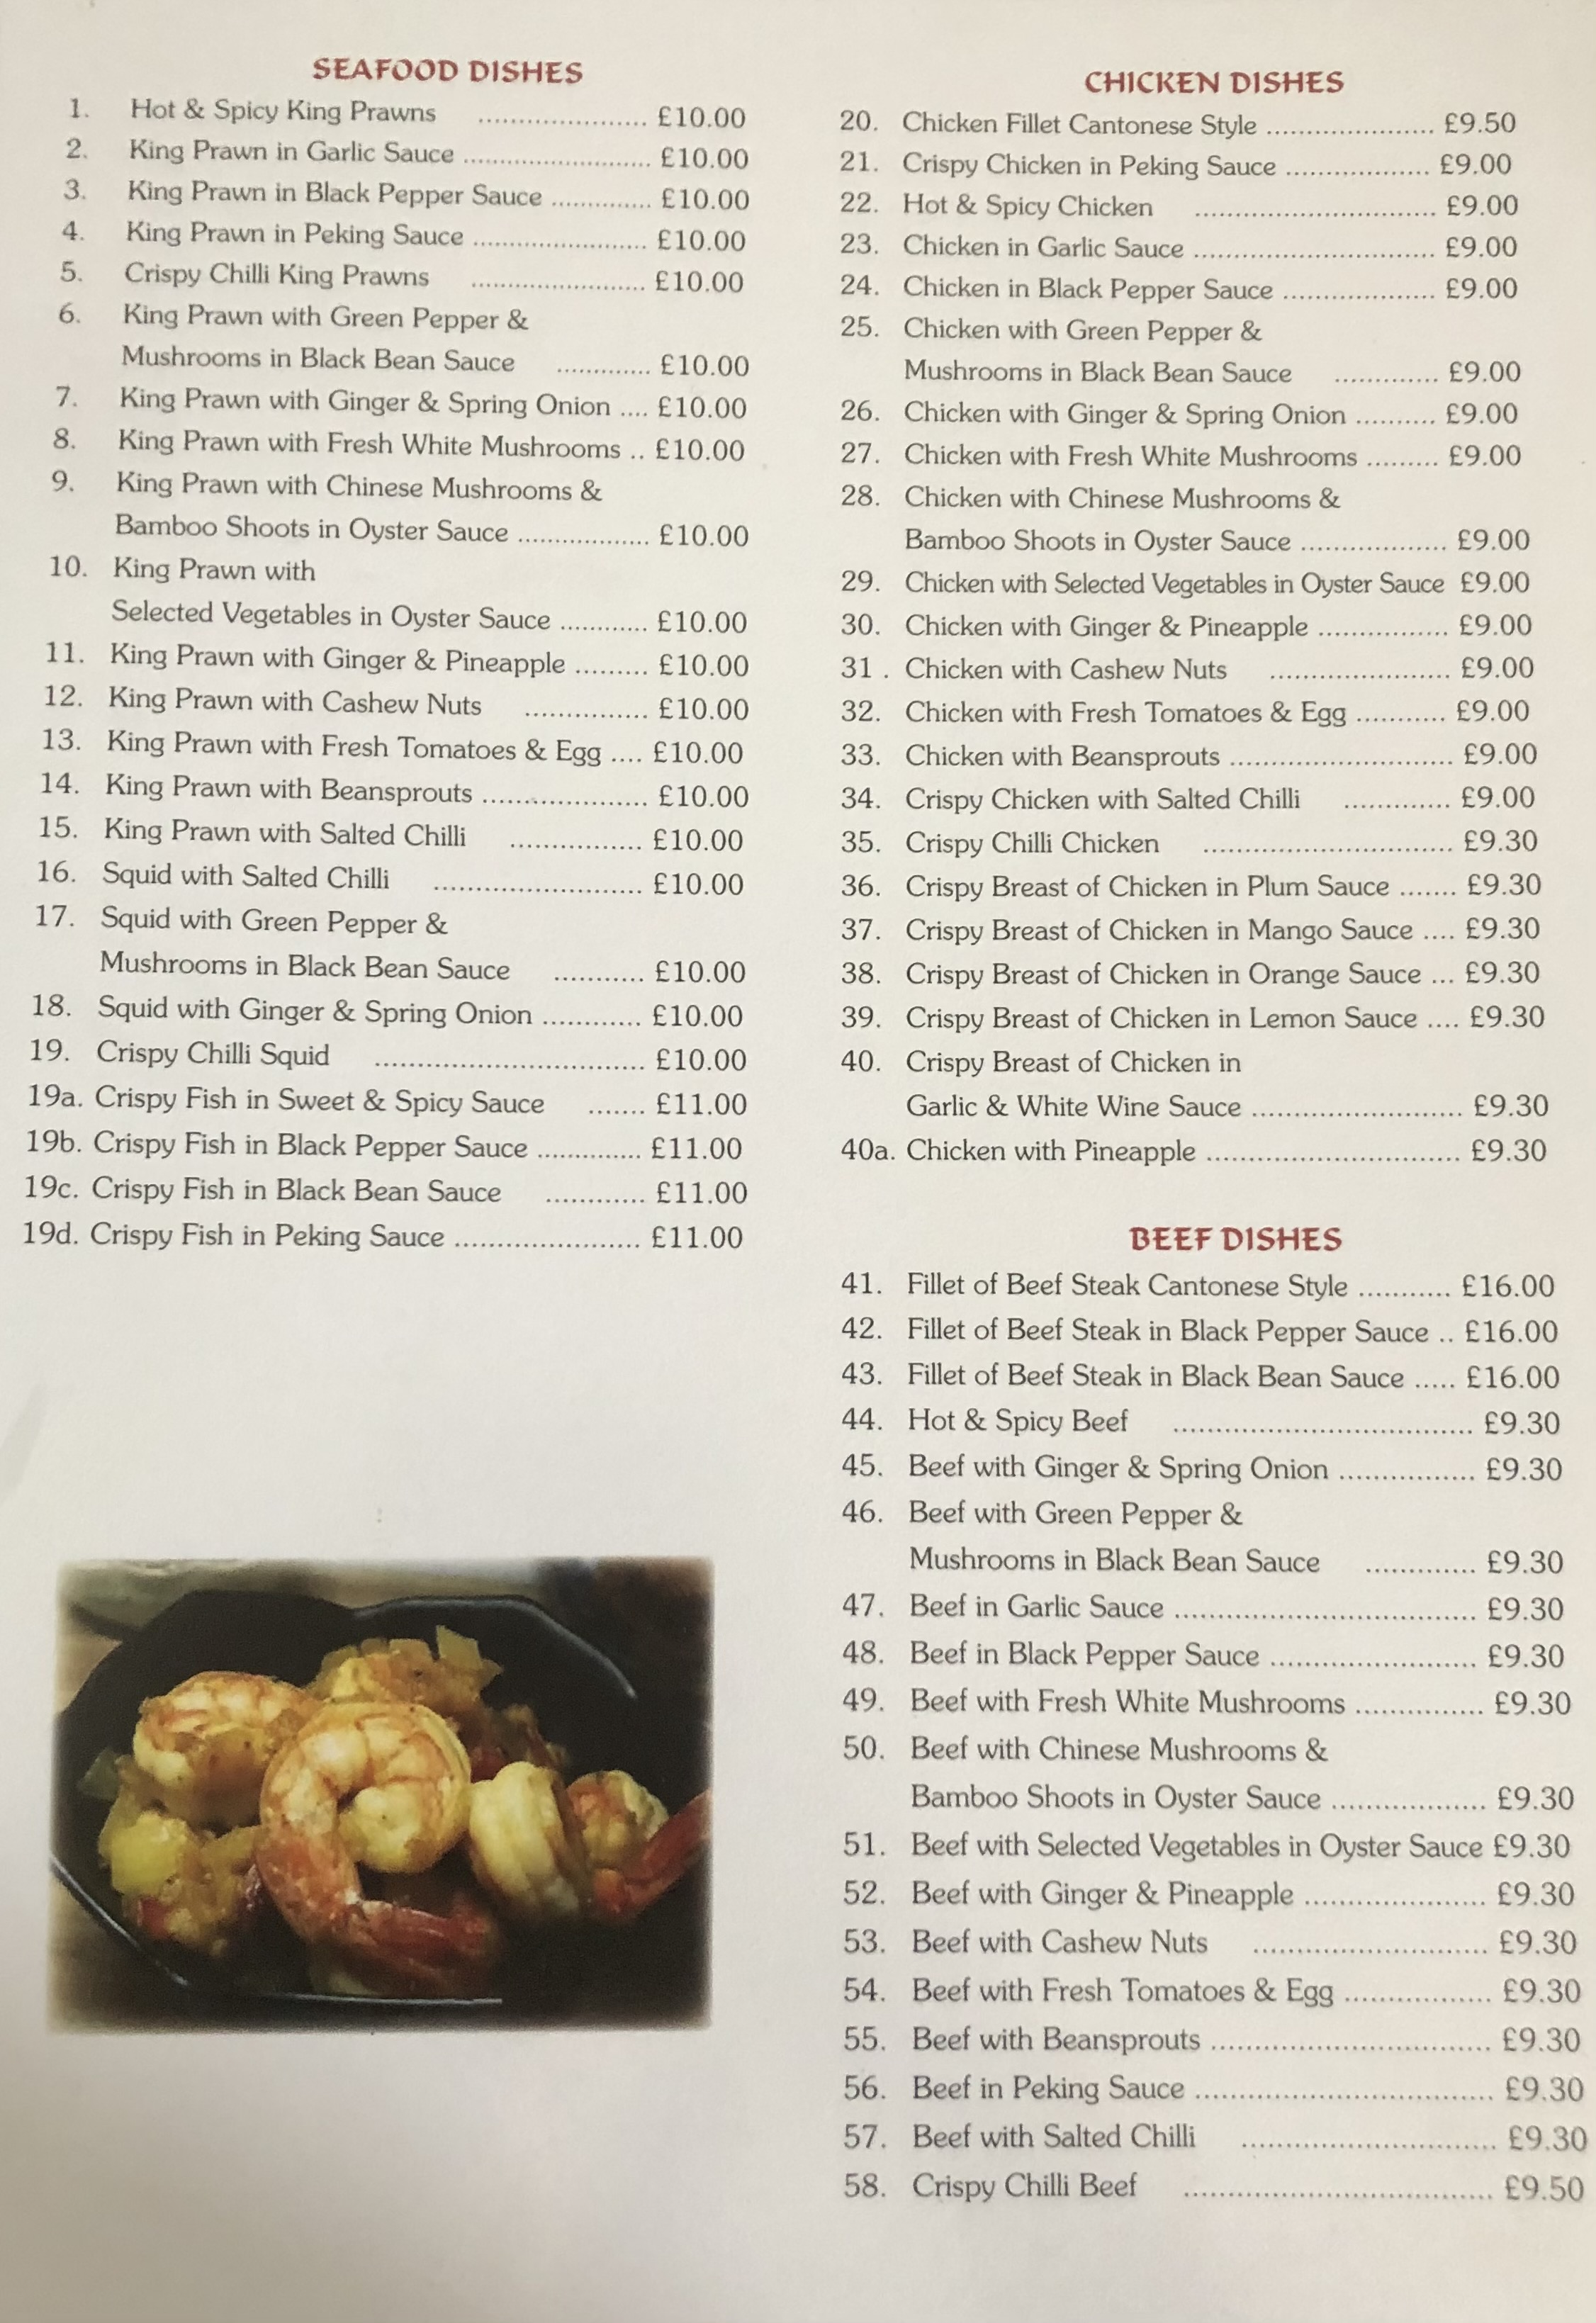 SEAFOOD DISHES
1. Hot & Spicy King Prawns .................... £10.00
2. King Prawn in Garlic Sauce ...................... £10.00
3. King Prawn in Black Pepper Sauce ............ £10.00
4. King Prawn in Peking Sauce ..................... £10.00
5. Crispy Chilli King Prawns ..................... £10.00
6. King Prawn with Green Pepper &
Mushrooms in Black Bean Sauce ............. £10.00
7. King Prawn with Ginger & Spring Onion .... £10.00
8. King Prawn with Fresh White Mushrooms .. £10.00
9. King Prawn with Chinese Mushrooms &
Bamboo Shoots in Oyster Sauce .................. £10.00
10. King Prawn with
Selected Vegetables in Oyster Sauce ............ £10.00
11. King Prawn with Ginger & Pineapple ......... £10.00
12. King Prawn with Cashew Nuts ............... £10.00
13. King Prawn with Fresh Tomatoes & Egg .... £10.00
14. King Prawn with Beansprouts .................... £10.00
15. King Prawn with Salted Chilli ................ £10.00
16. Squid with Salted Chilli ......................... £10.00
17. Squid with Green Pepper &
Mushrooms in Black Bean Sauce ........... £10.00
18. Squid with Ginger & Spring Onion ............ £10.00
19. Crispy Chilli Squid ................................ £10.00
19a. Crispy Fish in Sweet & Spicy Sauce ....... £11.00
19b. Crispy Fish in Black Pepper Sauce ............. £11.00
19c. Crispy Fish in Black Bean Sauce ............ £11.00
19d. Crispy Fish in Peking Sauce ...................... £11.00
CHICKEN DISHES
20. Chicken Fillet Cantonese Style .................... £9.50
21. Crispy Chicken in Peking Sauce ................. £9.00
22. Hot & Spicy Chicken ............................. £9.00
23. Chicken in Garlic Sauce ............................. £9.00
24. Chicken in Black Pepper Sauce .................. £9.00
25. Chicken with Green Pepper &
Mushrooms in Black Bean Sauce ............. £9.00
26. Chicken with Ginger & Spring Onion .......... £9.00
27. Chicken with Fresh White Mushrooms ......... £9.00
28. Chicken with Chinese Mushrooms &
Bamboo Shoots in Oyster Sauce .................. £9.00
29. Chicken with Selected Vegetables in Oyster Sauce £9.00
30. Chicken with Ginger & Pineapple ................ £9.00
31 . Chicken with Cashew Nuts ...................... £9.00
32. Chicken with Fresh Tomatoes & Egg ........... £9.00
33. Chicken with Beansprouts .......................... £9.00
34. Crispy Chicken with Salted Chilli ............. £9.00
35. Crispy Chilli Chicken .............................. £9.30
36. Crispy Breast of Chicken in Plum Sauce ....... £9.30
37. Crispy Breast of Chicken in Mango Sauce .... £9.30
38. Crispy Breast of Chicken in Orange Sauce ... £9.30
39. Crispy Breast of Chicken in Lemon Sauce .... £9.30
40. Crispy Breast of Chicken in
Garlic & White Wine Sauce ......................... £9.30
40a. Chicken with Pineapple .............................. £9.30
BEEF DISHES
41. Fillet of Beef Steak Cantonese Style ........... £16.00
42. Fillet of Beef Steak in Black Pepper Sauce .. £16.00
43. Fillet of Beef Steak in Black Bean Sauce ..... £16.00
44. Hot & Spicy Beef .................................... £9.30
45. Beef with Ginger & Spring Onion ................ £9.30
46. Beef with Green Pepper &
Mushrooms in Black Bean Sauce ............. £9.30
47. Beef in Garlic Sauce .................................... £9.30
48. Beef in Black Pepper Sauce ........................ £9.30
49. Beef with Fresh White Mushrooms ............... £9.30
50. Beef with Chinese Mushrooms &
Bamboo Shoots in Oyster Sauce .................. £9.30
51. Beef with Selected Vegetables in Oyster Sauce £9.30
52. Beef with Ginger & Pineapple ..................... £9.30
53. Beef with Cashew Nuts ............................ £9.30
54. Beef with Fresh Tomatoes & Egg ................. £9.30
55. Beef with Beansprouts ................................. £9.30
56. Beef in Peking Sauce ................................... £9.30
57. Beef with Salted Chilli .............................. £9.30
58. Crispy Chilli Beef .................................... £9.50